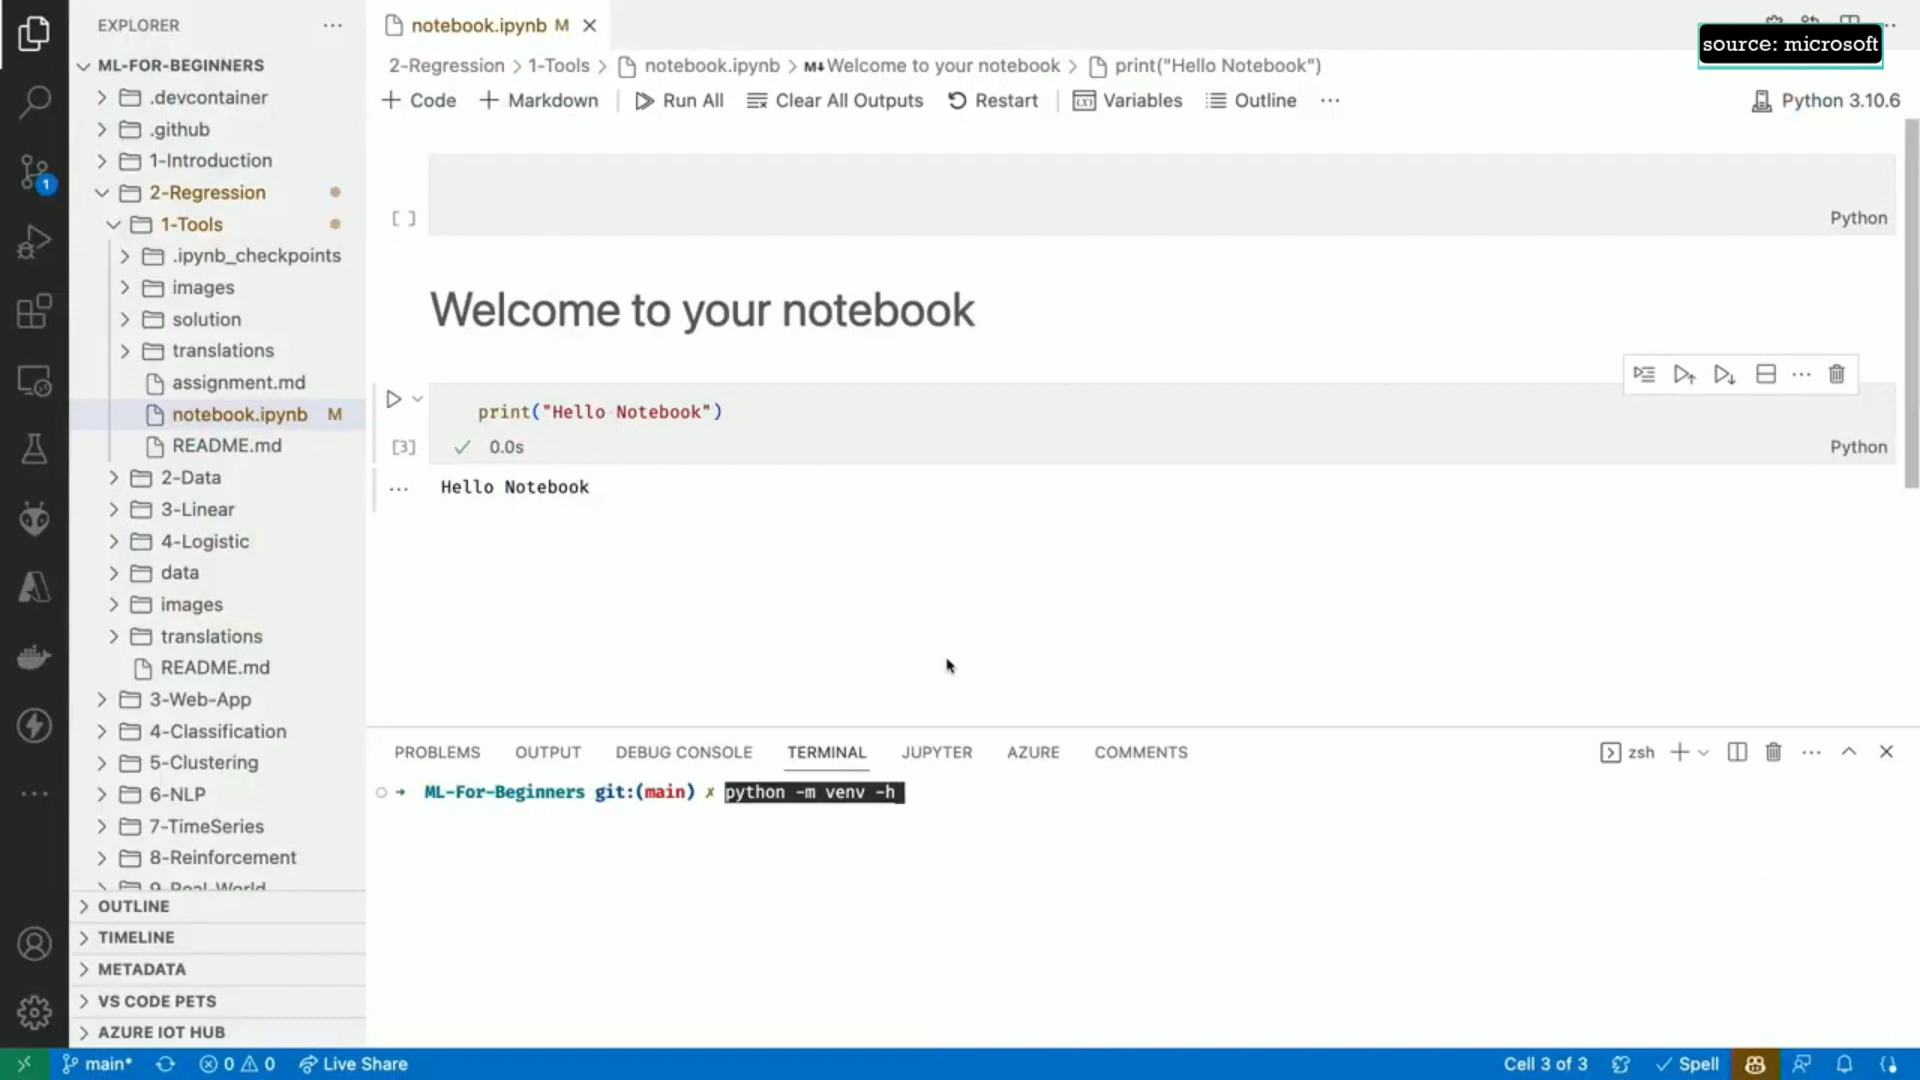 EXPLORER
ML-FOR-BEGINNERS
.devcontainer
.github
1-Introduction
2-Regression
1-Tools
.ipynb_checkpoints
images
solution
translations
assignment.md
notebook.ipynb M
README.md
2-Data
3-Linear
4-Logistic
data
images
translations
README.md
3-Web-App
4-Classification
5-Clustering
6-NLP
7-TimeSeries
8-Reinforcement
9-Real-World
OUTLINE
TIMELINE
METADATA
VS CODE PETS
AZURE IOT HUB
1
notebook.ipynb M
source: microsoft
2-Regression > 1-Tools > notebook.ipynb > M↓Welcome to your notebook > print("Hello Notebook")
+ Code + Markdown Run All Clear All Outputs Restart Variables Outline ... Python 3.10.6
[ ] Python
Welcome to your notebook
print("Hello Notebook")
[3] ✓ 0.0s Python
Hello Notebook
PROBLEMS OUTPUT DEBUG CONSOLE TERMINAL JUPYTER AZURE COMMENTS zsh
→ ML-For-Beginners git:(main) ✗ python -m venv -h
main* 0 0 Live Share Cell 3 of 3 Spell